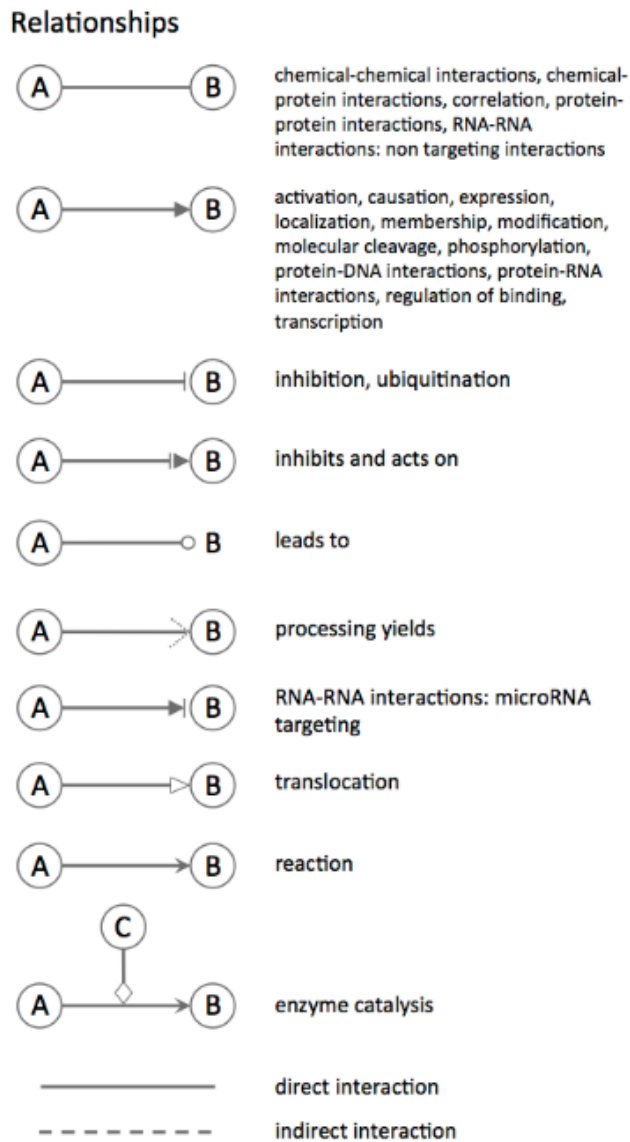 Relationships
A B
chemical-chemical interactions, chemical-
protein interactions, correlation, protein-
protein interactions, RNA-RNA
interactions: non targeting interactions
A B
activation, causation, expression,
localization, membership, modification,
molecular cleavage, phosphorylation,
protein-DNA interactions, protein-RNA
interactions, regulation of binding,
transcription
A B
inhibition, ubiquitination
A B
inhibits and acts on
A B
leads to
A B
processing yields
A B
RNA-RNA interactions: microRNA
targeting
A B
translocation
A B
reaction
C
A B
enzyme catalysis
direct interaction
indirect interaction